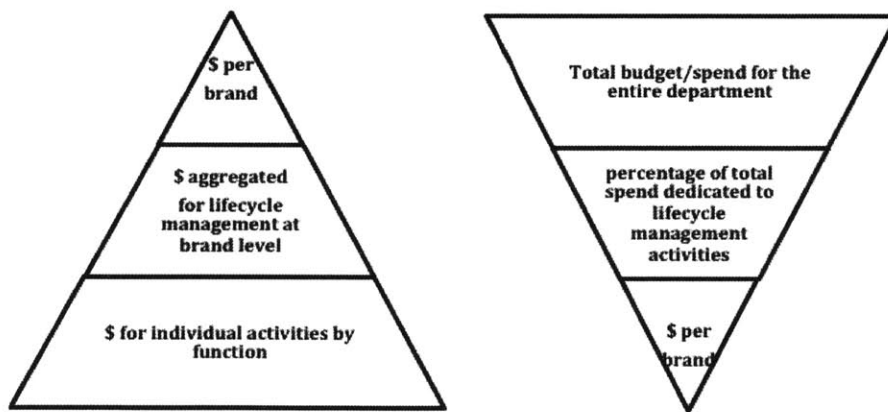 $ per
brand
$ aggregated
for lifecycle
management at
brand level
$ for individual activities by
function
Total budget/spend for the
entire department
percentage of total
spend dedicated to
lifecycle
management
activities
$ per
brand